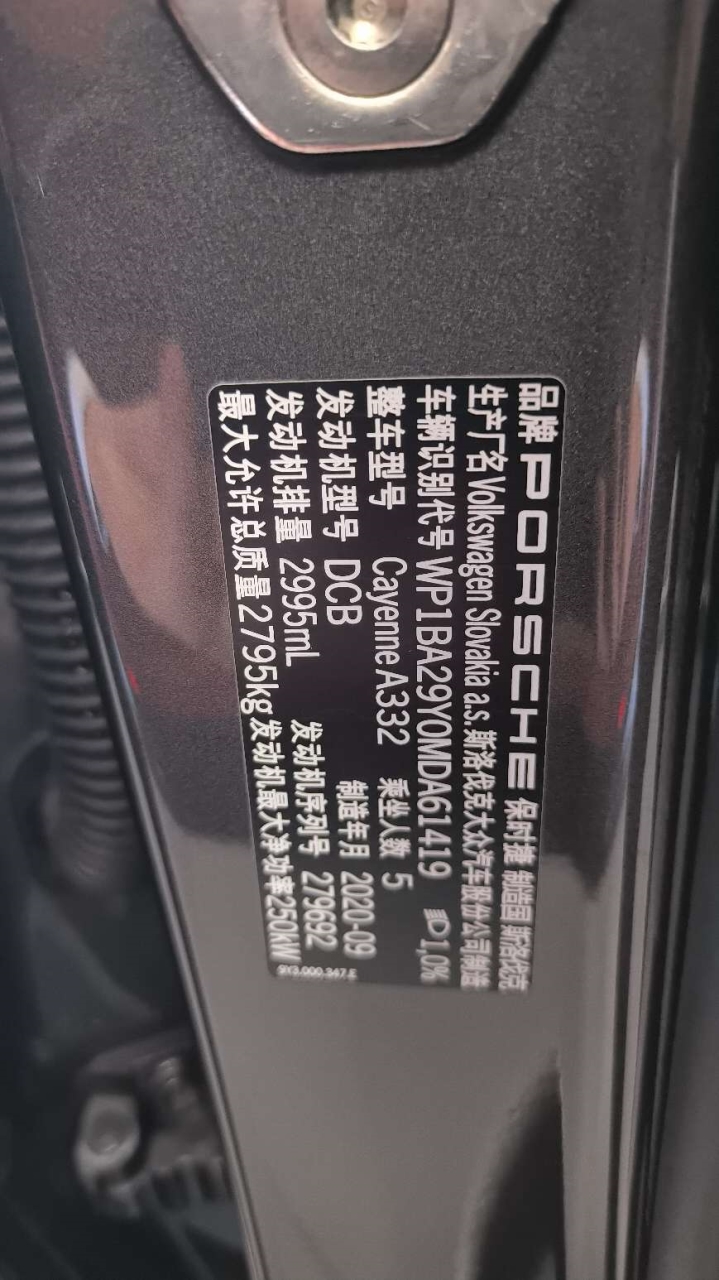 品牌 PORSCHE 保时捷 制造国 斯洛伐克
生产厂名 Volkswagen Slovakia a.s. 斯洛伐克大众汽车股份公司制造
车辆识别代号 WP1BA29Y0MDA61419 1,0%
整车型号 Cayenne A332 乘坐人数 5
发动机型号 DCB 制造年月 2020-09
发动机排量 2995mL 发动机序列号 279692
最大允许总质量 2795kg 发动机最大净功率 250kW
9Y3.000.347.E